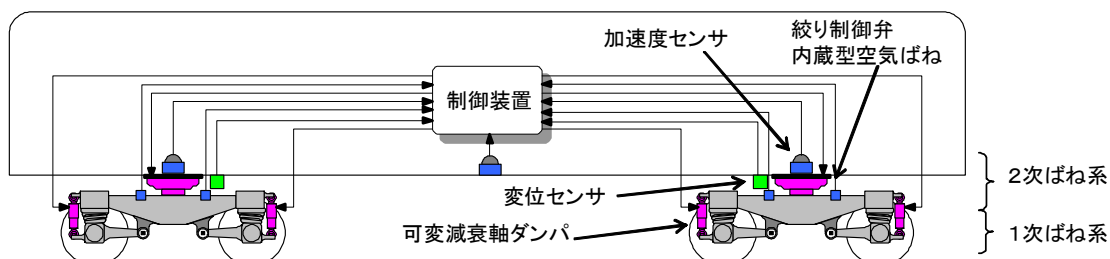 加速度センサ
絞り制御弁
内蔵型空気ばね
制御装置
変位センサ
可変減衰軸ダンパ
2次ばね系
1次ばね系